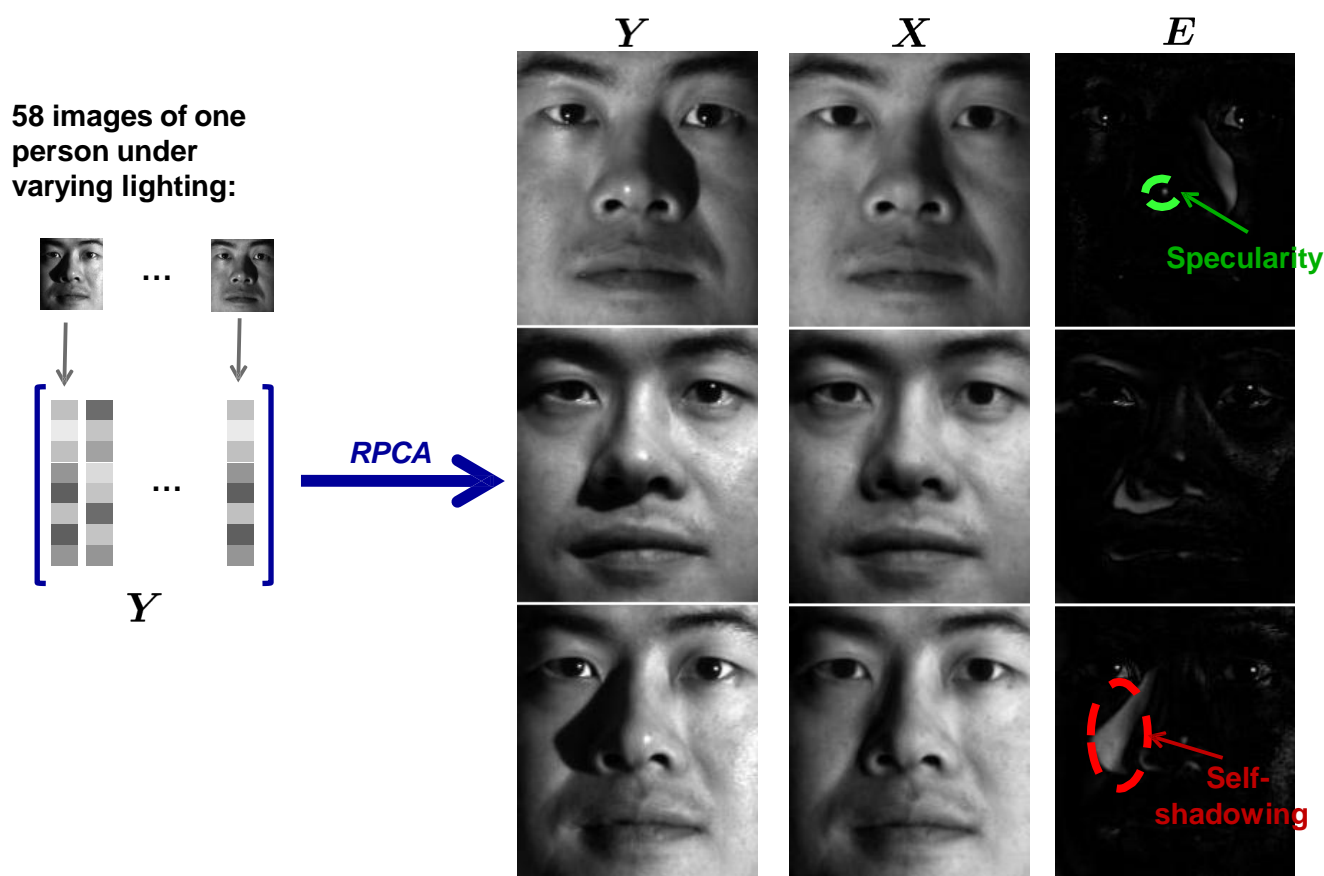 58 images of one
person under
varying lighting:
...
...
Y
RPCA
Y
X
E
Specularity
Self-
shadowing